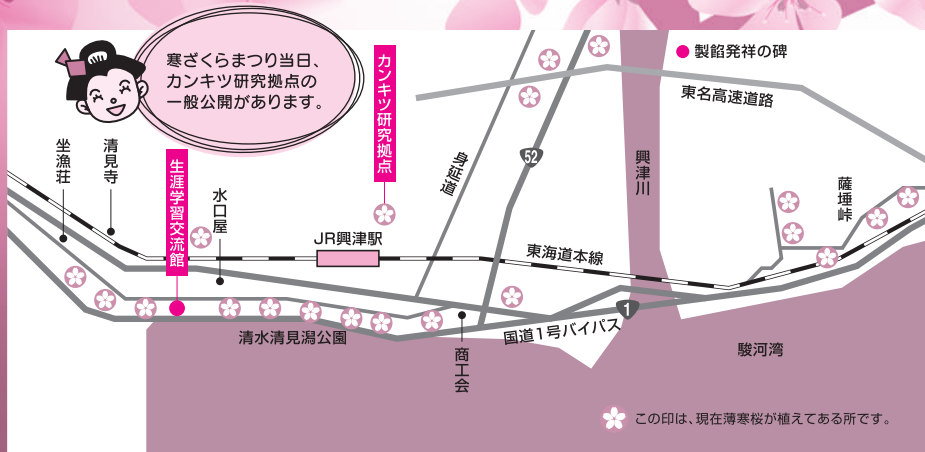 寒ざくらまつり当日、
カンキツ研究拠点の
一般公開があります。
カンキツ研究拠点
製餡発祥の碑
東名高速道路
身延道
52
興津川
薩埵峠
坐漁荘
清見寺
生涯学習交流館
水口屋
JR興津駅
東海道本線
1
国道1号バイパス
清水清見潟公園
商工会
駿河湾
この印は、現在薄寒桜が植えてある所です。